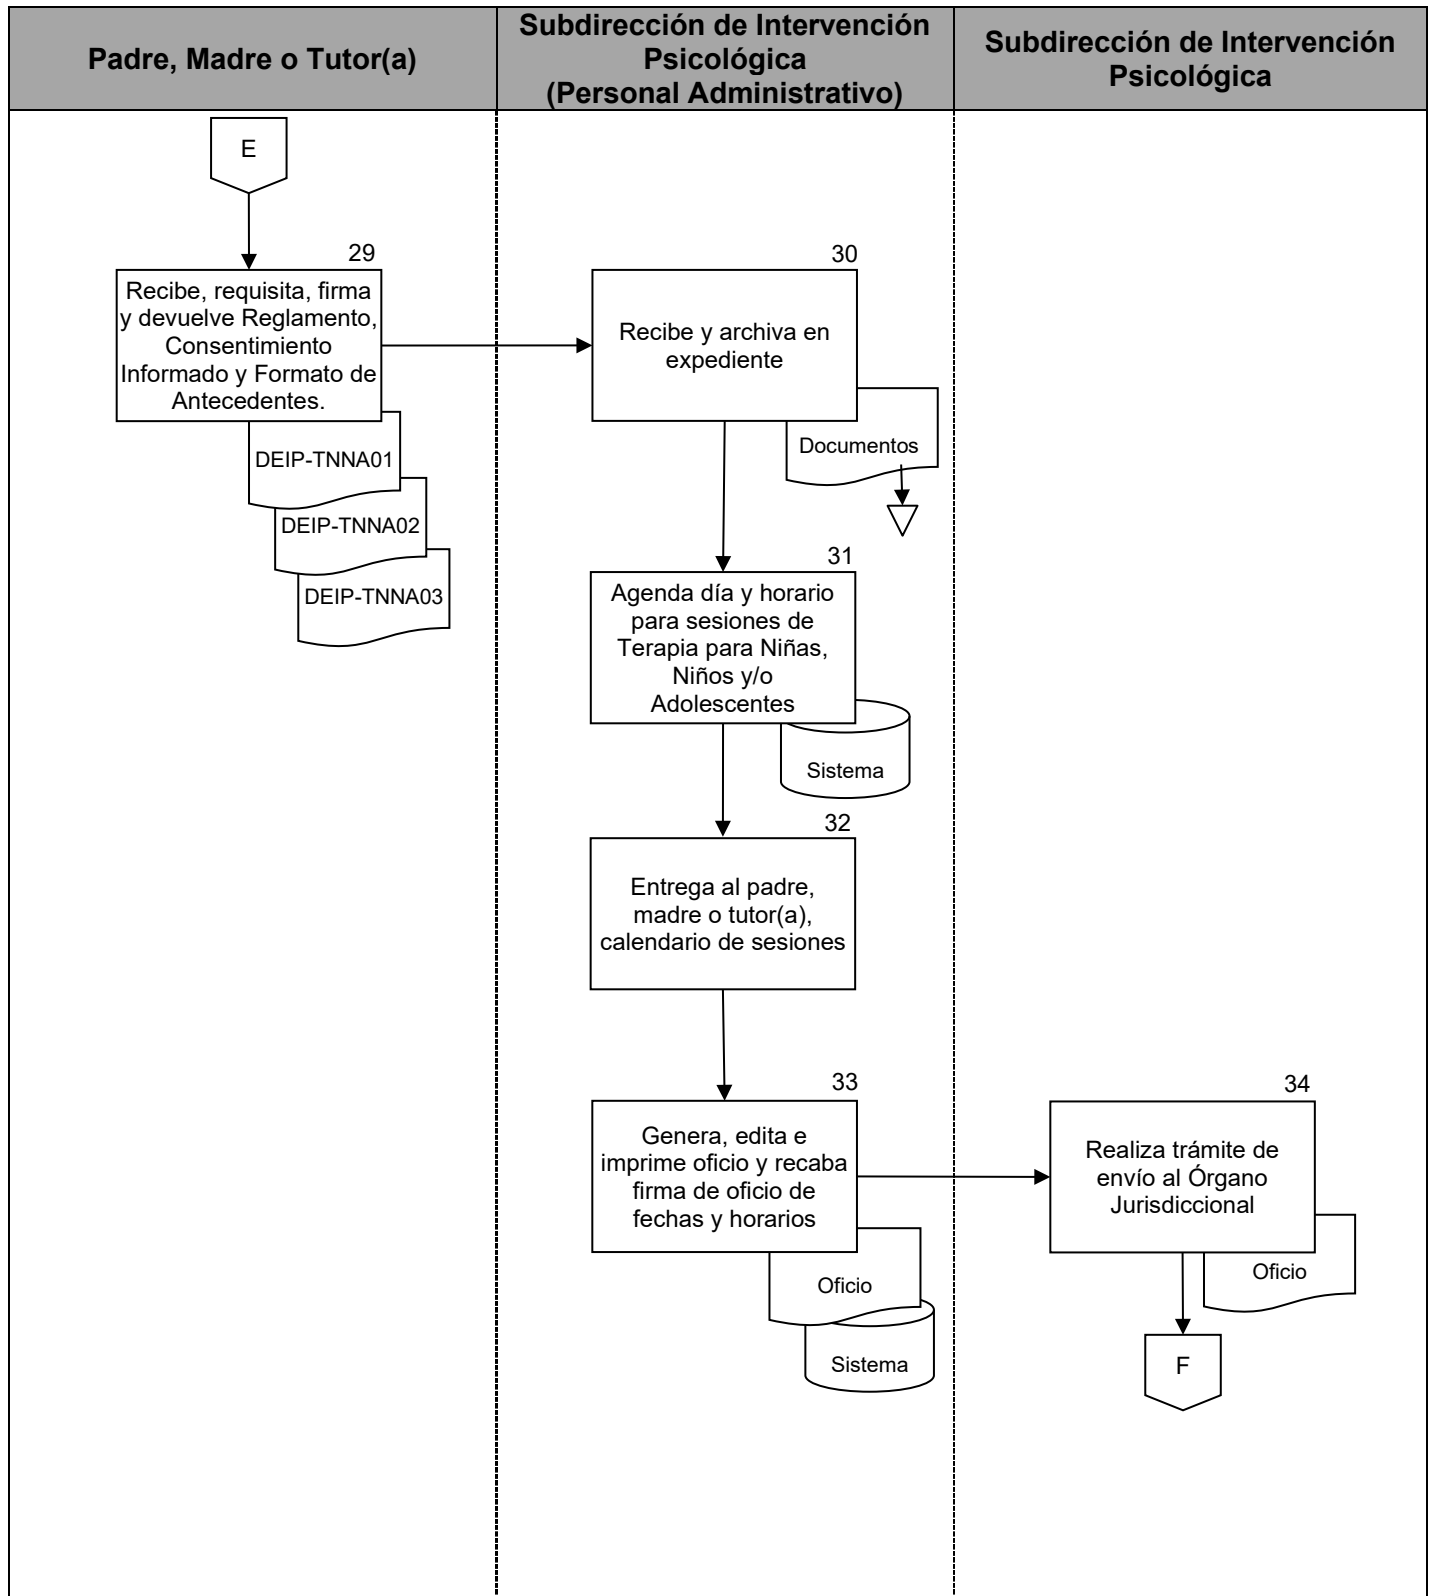 Padre, Madre o Tutor(a)
Subdirección de Intervención
Psicológica
(Personal Administrativo)
Subdirección de Intervención
Psicológica
E
29
Recibe, requisita, firma
y devuelve Reglamento,
Consentimiento
Informado y Formato de
Antecedentes.
DEIP-TNNA01
DEIP-TNNA02
DEIP-TNNA03
30
Recibe y archiva en
expediente
Documentos
31
Agenda día y horario
para sesiones de
Terapia para Niñas,
Niños y/o
Adolescentes
Sistema
32
Entrega al padre,
madre o tutor(a),
calendario de sesiones
33
Genera, edita e
imprime oficio y recaba
firma de oficio de
fechas y horarios
Oficio
Sistema
34
Realiza trámite de
envío al Órgano
Jurisdiccional
Oficio
F